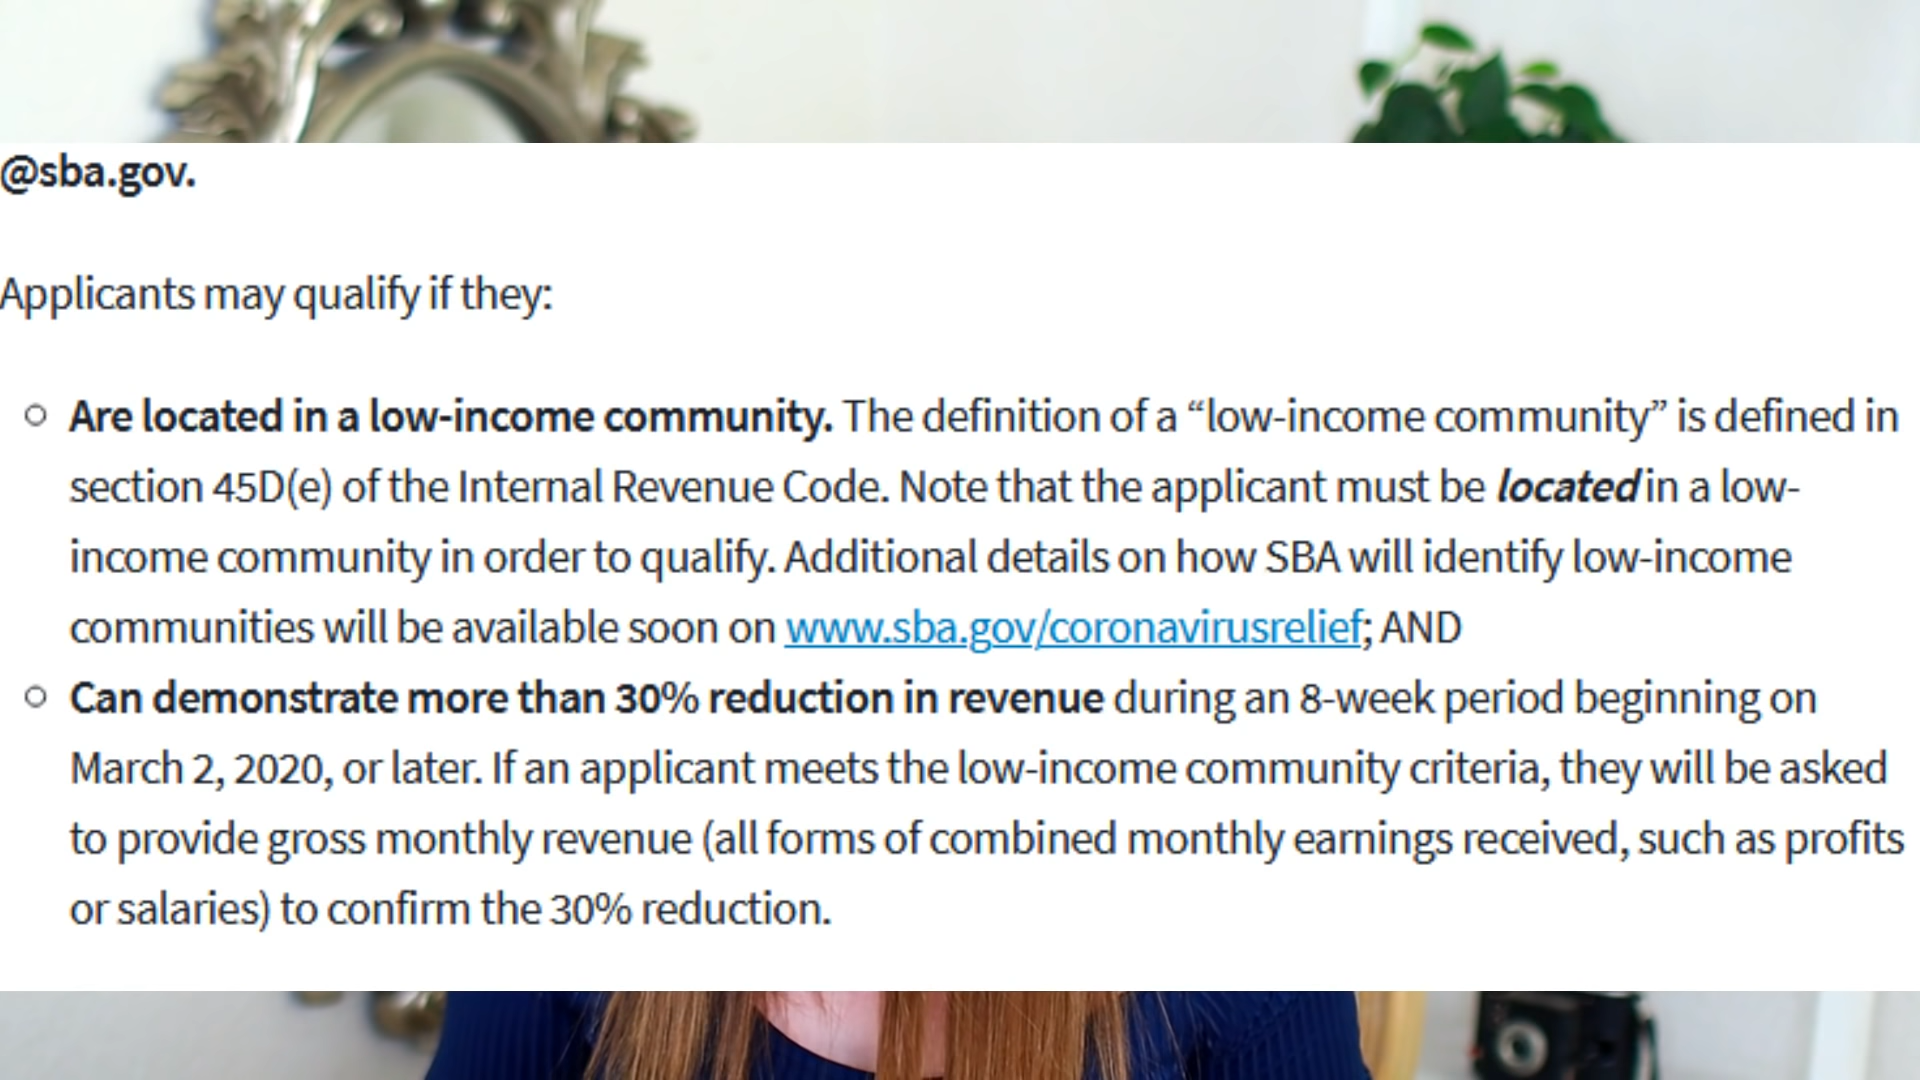 @sba.gov.
Applicants may qualify if they:
Are located in a low-income community. The definition of a “low-income community” is defined in
section 45D(e) of the Internal Revenue Code. Note that the applicant must be located in a low-
income community in order to qualify. Additional details on how SBA will identify low-income
communities will be available soon on www.sba.gov/coronavirusrelief; AND
Can demonstrate more than 30% reduction in revenue during an 8-week period beginning on
March 2, 2020, or later. If an applicant meets the low-income community criteria, they will be asked
to provide gross monthly revenue (all forms of combined monthly earnings received, such as profits
or salaries) to confirm the 30% reduction.